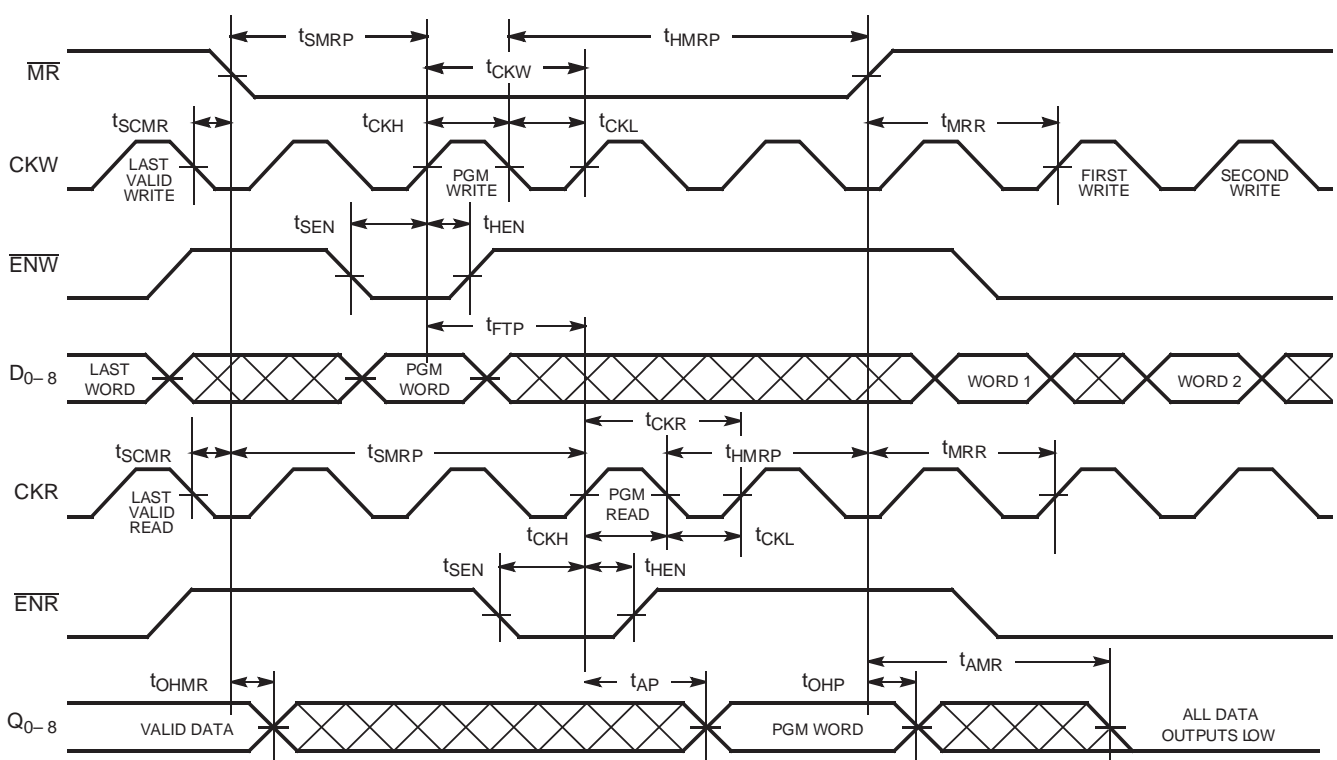 tSMRP
tHMRP
MR
tCKW
tSCMR
tCKH
tCKL
tMRR
CKW
LAST
VALID
WRITE
PGM
WRITE
FIRST
WRITE
SECOND
WRITE
tSEN
tHEN
ENW
tFTP
D0–8
LAST
WORD
PGM
WORD
WORD 1
WORD 2
tCKR
tSCMR
tSMRP
tHMRP
tMRR
CKR
LAST
VALID
READ
PGM
READ
tCKH
tCKL
tSEN
tHEN
ENR
tAMR
tOHMR
tAP
tOHP
Q0–8
VALID DATA
PGM WORD
ALL DATA
OUTPUTS LOW